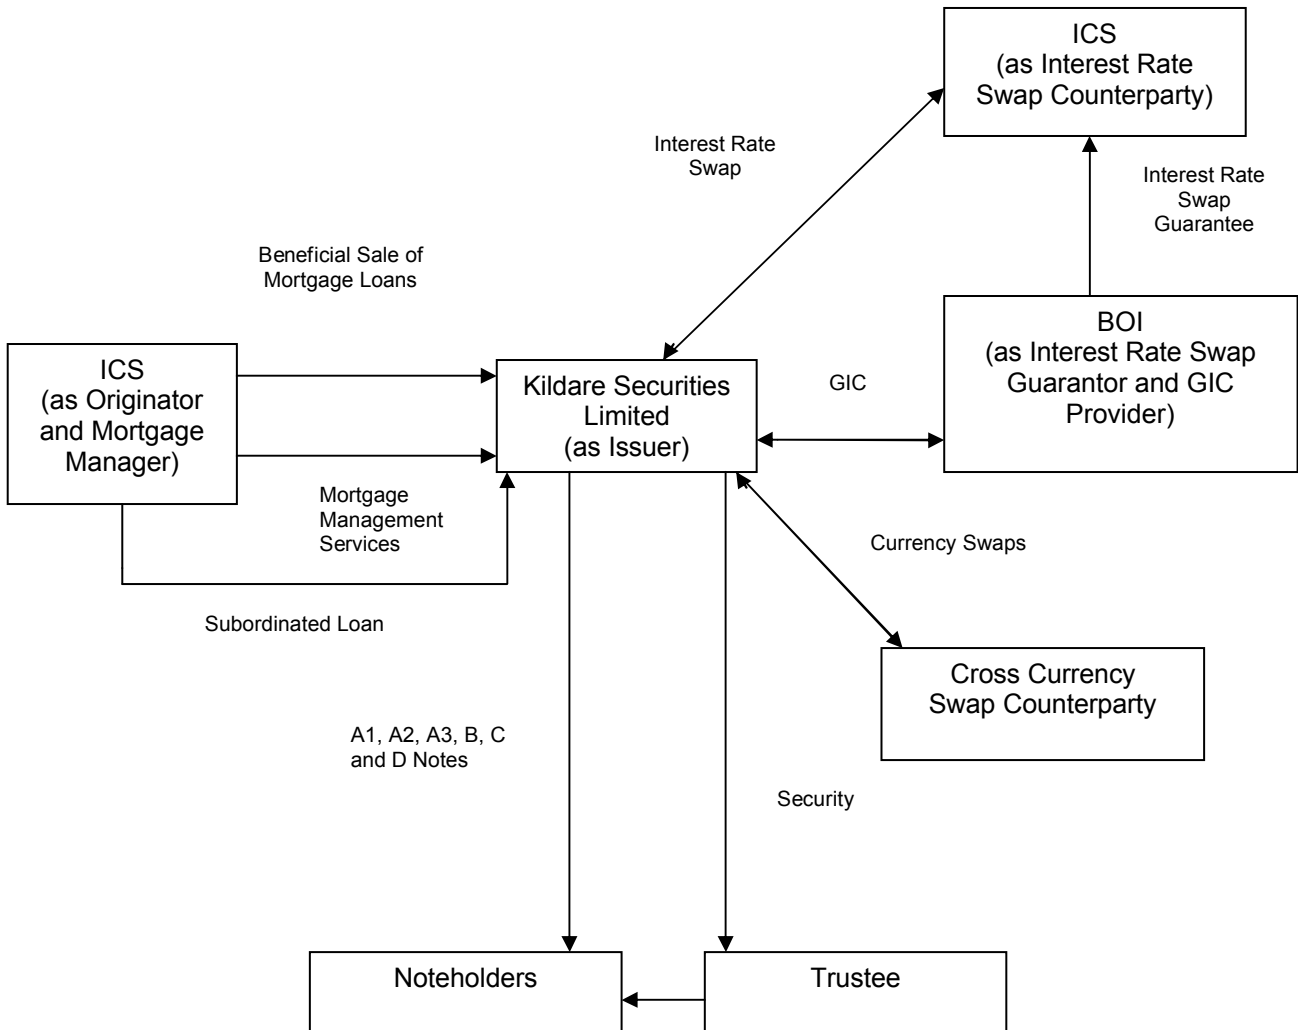 ICS
(as Interest Rate
Swap Counterparty)
Interest Rate
Swap
Interest Rate
Swap
Guarantee
Beneficial Sale of
Mortgage Loans
BOI
(as Interest Rate Swap
Guarantor and GIC
Provider)
ICS
(as Originator
and Mortgage
Manager)
Kildare Securities
Limited
(as Issuer)
GIC
Mortgage
Management
Services
Currency Swaps
Subordinated Loan
Cross Currency
Swap Counterparty
A1, A2, A3, B, C
and D Notes
Security
Noteholders
Trustee